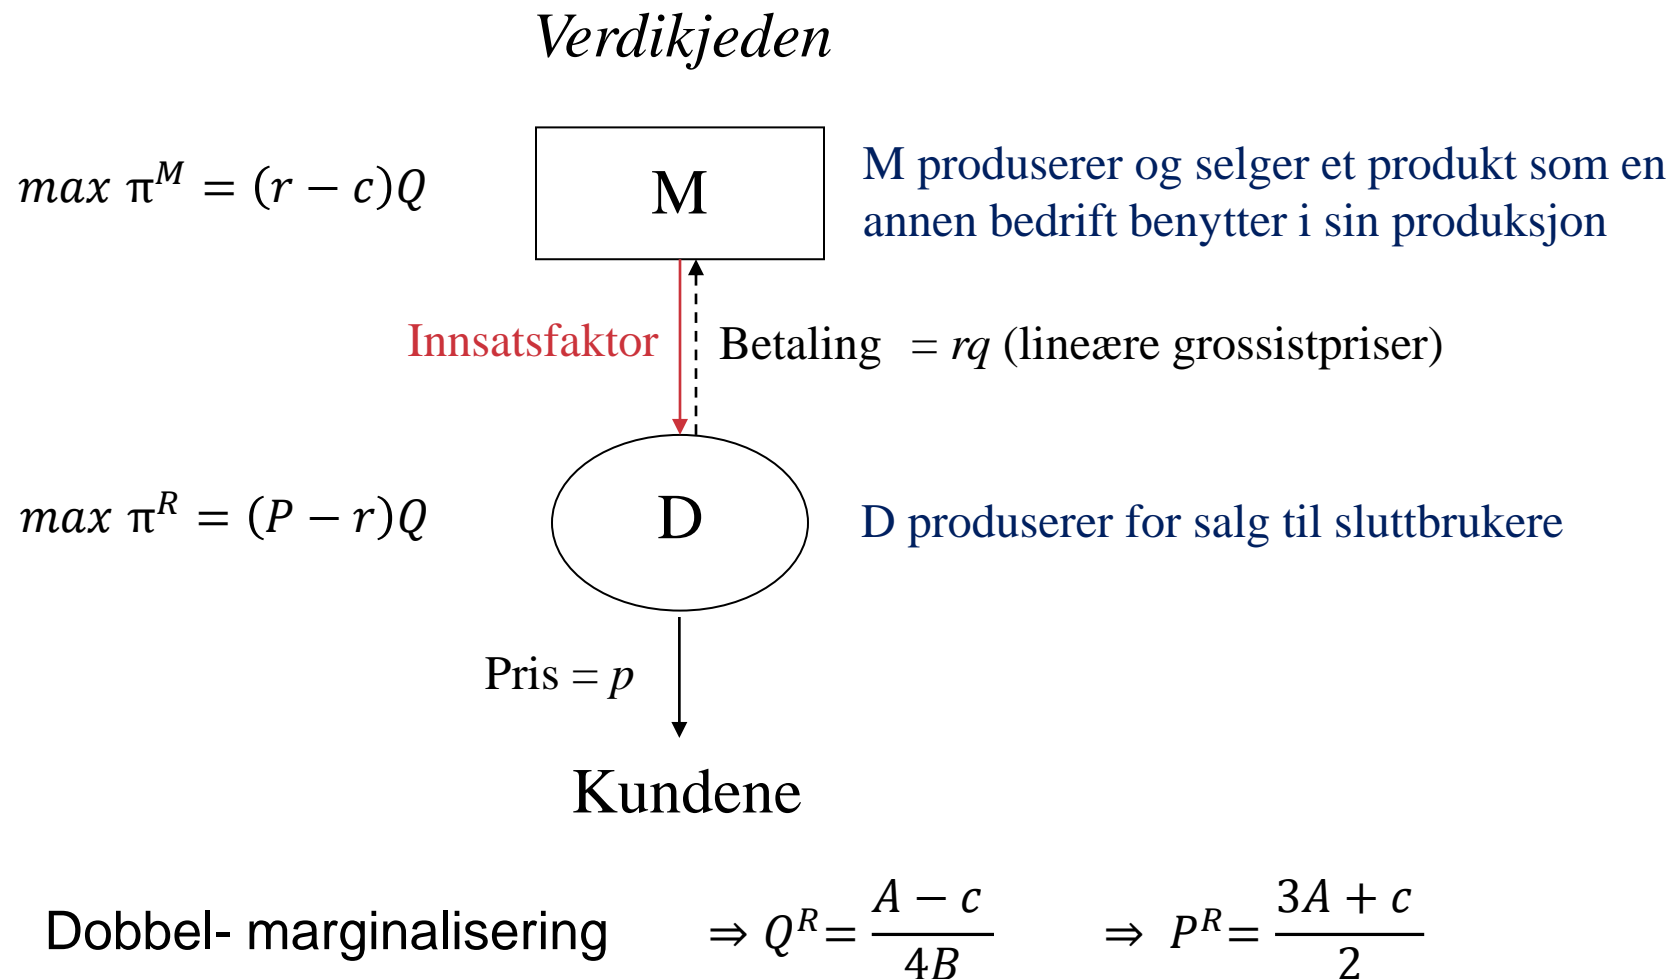 Verdikjeden
max π^M = (r − c)Q
M
M produserer og selger et produkt som en
annen bedrift benytter i sin produksjon
Innsatsfaktor
Betaling = rq (lineære grossistpriser)
max π^R = (P − r)Q
D
D produserer for salg til sluttbrukere
Pris = p
Kundene
Dobbel- marginalisering ⇒ Q^R = (A − c)/(4B) ⇒ P^R = (3A + c)/2